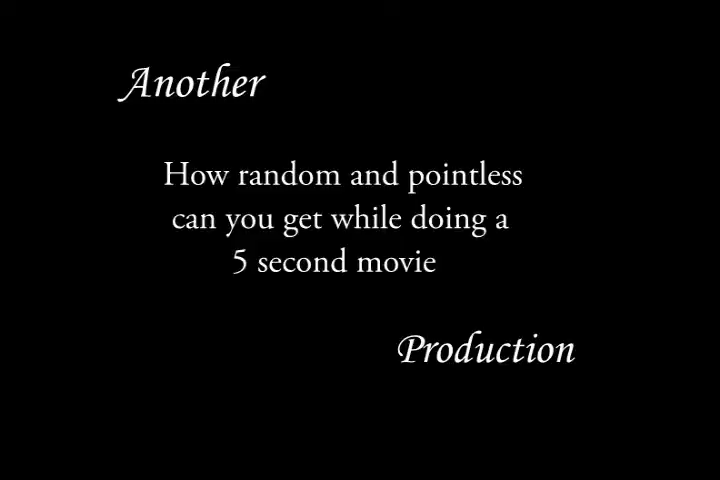 Another
How random and pointless
can you get while doing a
5 second movie
Production